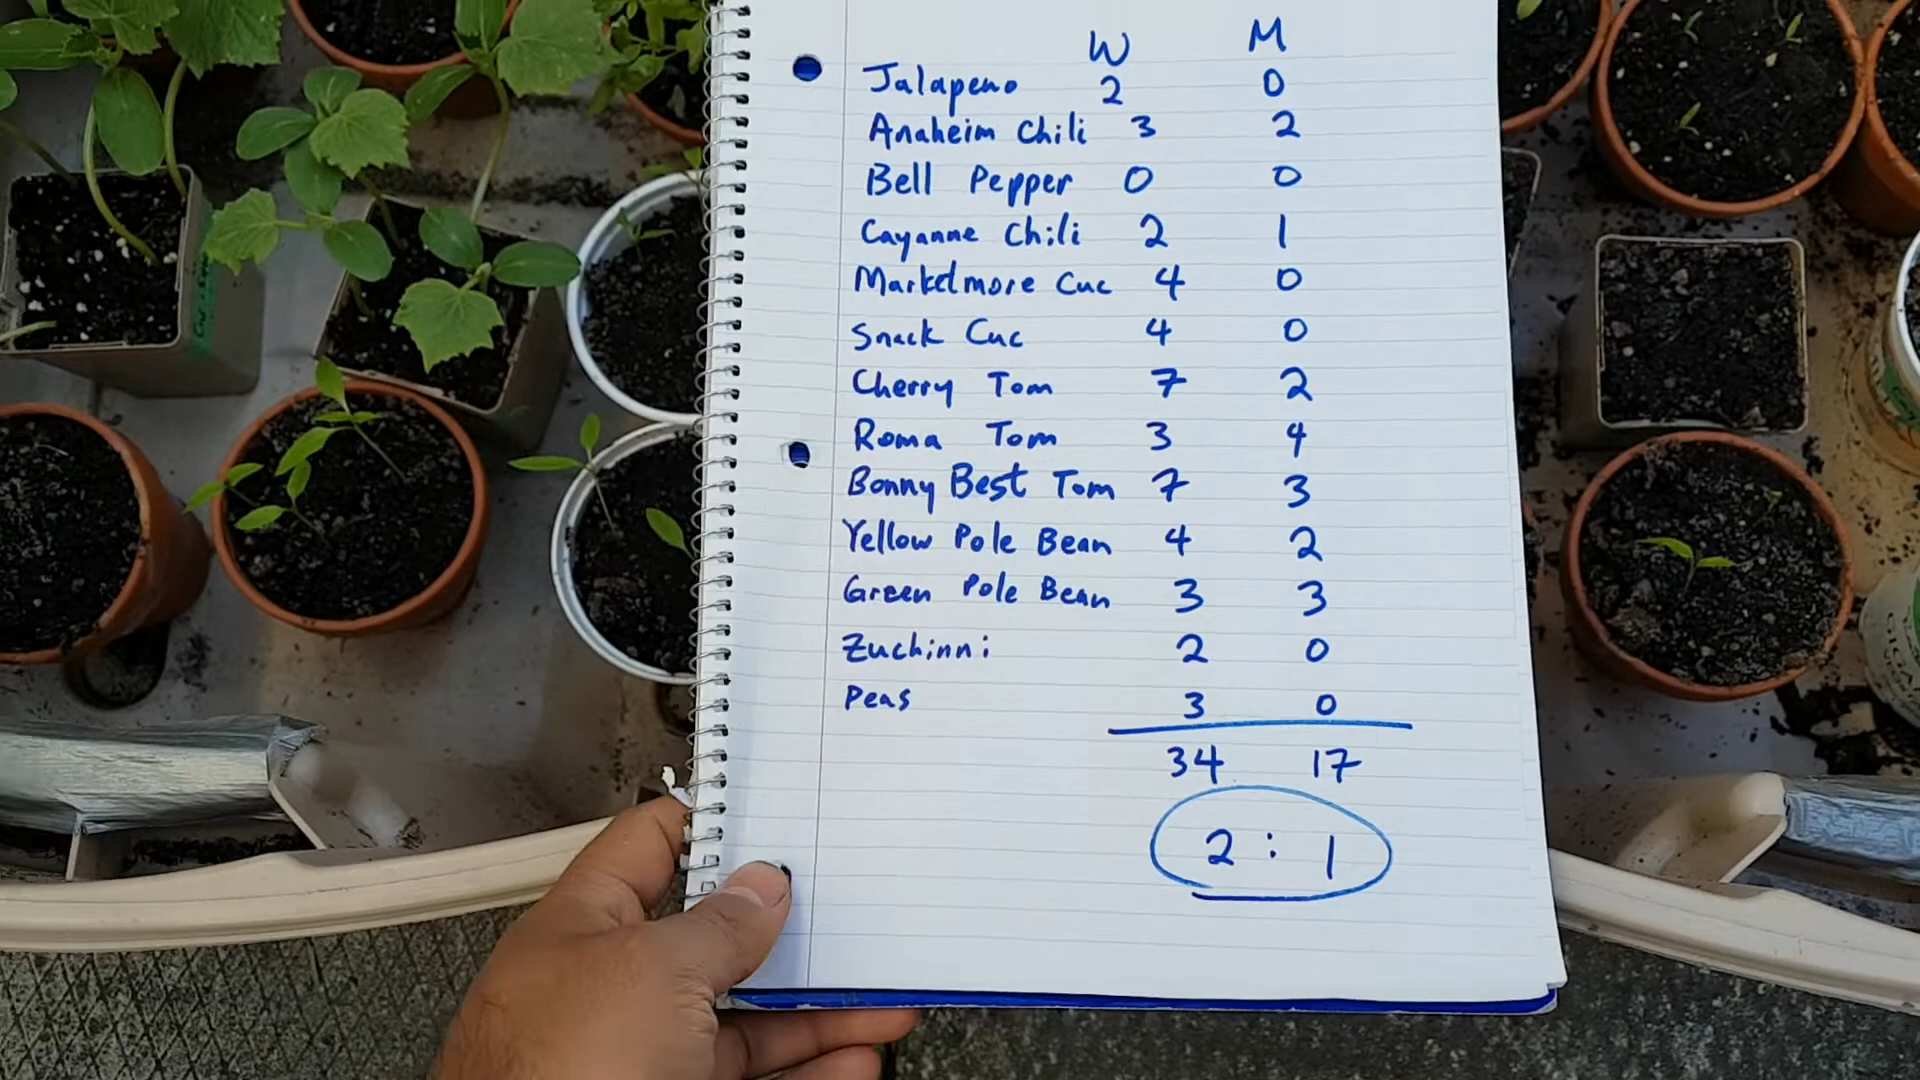 W M
Jalapeno 2 0
Anaheim Chili 3 2
Bell Pepper 0 0
Cayanne Chili 2 1
Marketmore Cuc 4 0
Snack Cuc 4 0
Cherry Tom 7 2
Roma Tom 3 4
Bonny Best Tom 7 3
Yellow Pole Bean 4 2
Green Pole Bean 3 3
Zuchinni 2 0
Peas 3 0
34 17
2 : 1